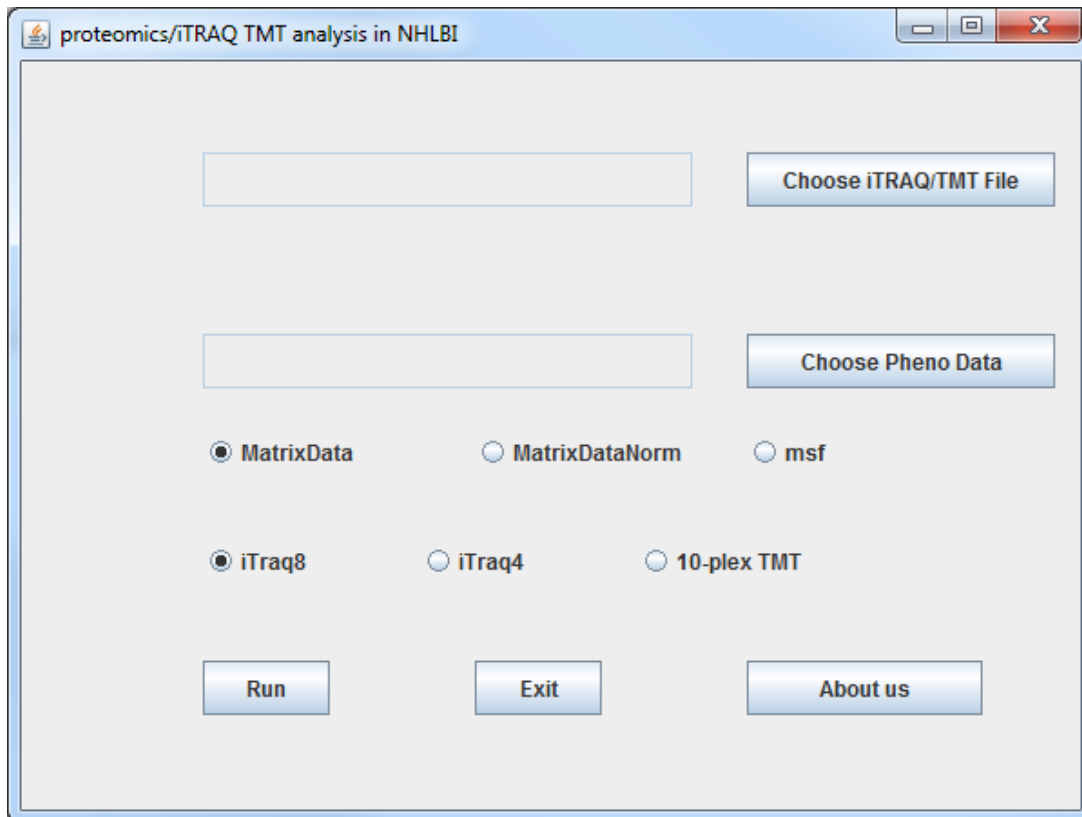 proteomics/iTRAQ TMT analysis in NHLBI
Choose iTRAQ/TMT File
Choose Pheno Data
MatrixData MatrixDataNorm msf
iTraq8 iTraq4 10-plex TMT
Run Exit About us